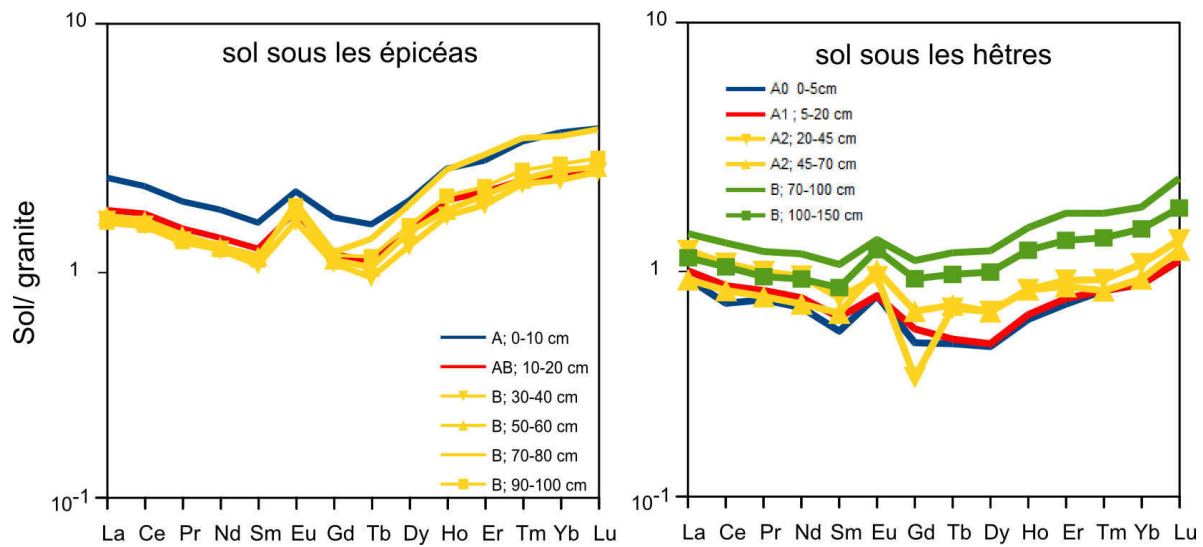 sol sous les épicéas
10
1
10-1
Sol/ granite
A; 0-10 cm
AB; 10-20 cm
B; 30-40 cm
B; 50-60 cm
B; 70-80 cm
B; 90-100 cm
La Ce Pr Nd Sm Eu Gd Tb Dy Ho Er Tm Yb Lu
sol sous les hêtres
10
1
10-1
A0 0-5cm
A1 ; 5-20 cm
A2; 20-45 cm
A2; 45-70 cm
B; 70-100 cm
B; 100-150 cm
La Ce Pr Nd Sm Eu Gd Tb Dy Ho Er Tm Yb Lu